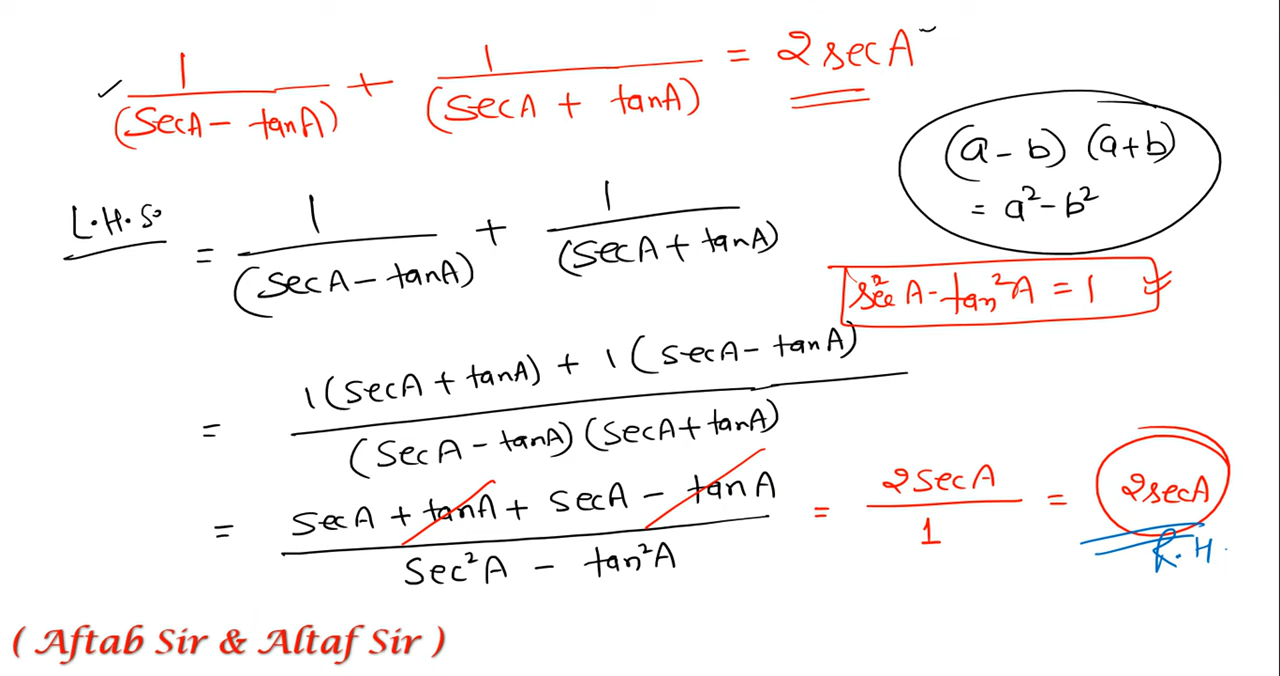 1/(SecA - tanA) + 1/(SecA + tanA) = 2secA
(a - b) (a + b)
= a² - b²
L.H.S. = 1/(secA - tanA) + 1/(secA + tanA)
sec²A - tan²A = 1
= 1(secA + tanA) + 1(secA - tanA) / (secA - tanA)(secA + tanA)
= secA + tanA + secA - tanA / Sec²A - tan²A = 2secA/1 = 2secA
R.H.
( Aftab Sir & Altaf Sir )